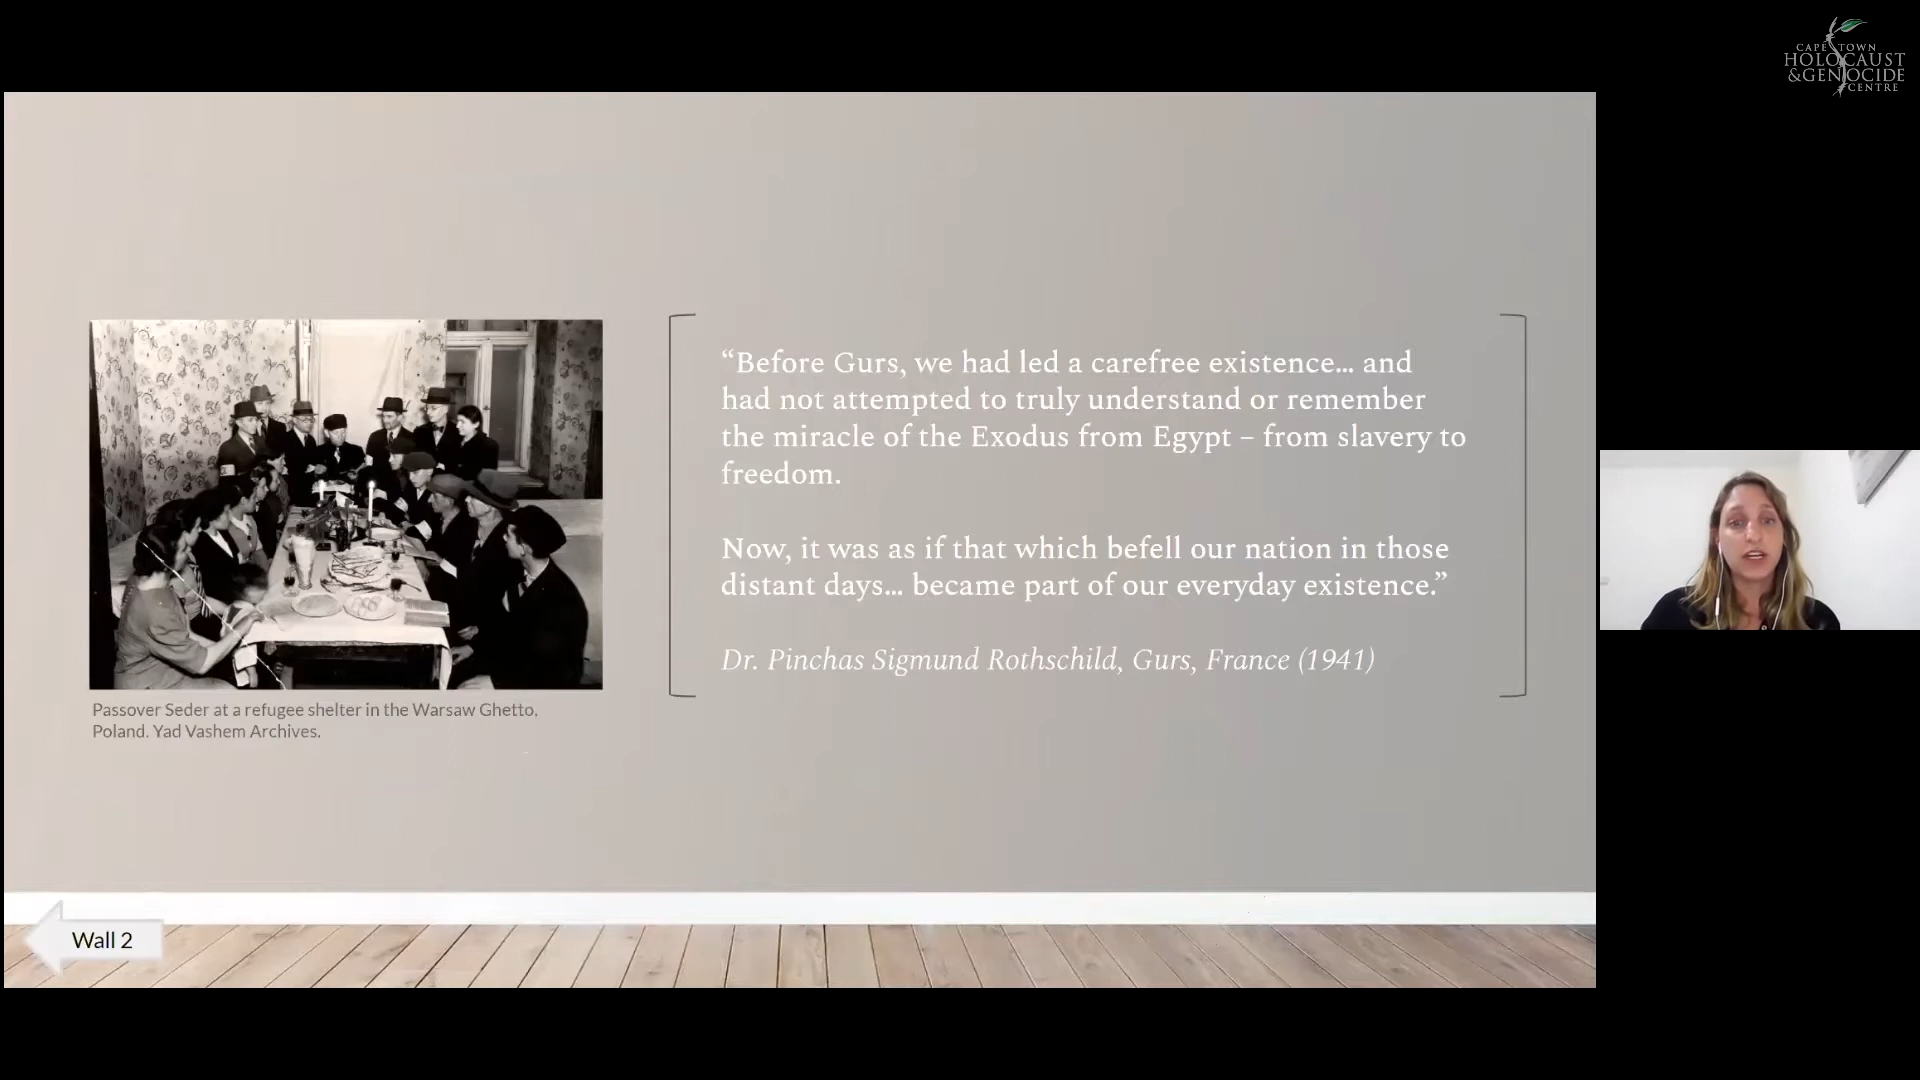 CAPE TOWN
HOLOCAUST
&GENOCIDE
CENTRE
“Before Gurs, we had led a carefree existence... and
had not attempted to truly understand or remember
the miracle of the Exodus from Egypt – from slavery to
freedom.
Now, it was as if that which befell our nation in those
distant days... became part of our everyday existence.”
Dr. Pinchas Sigmund Rothschild, Gurs, France (1941)
Passover Seder at a refugee shelter in the Warsaw Ghetto,
Poland. Yad Vashem Archives.
Wall 2